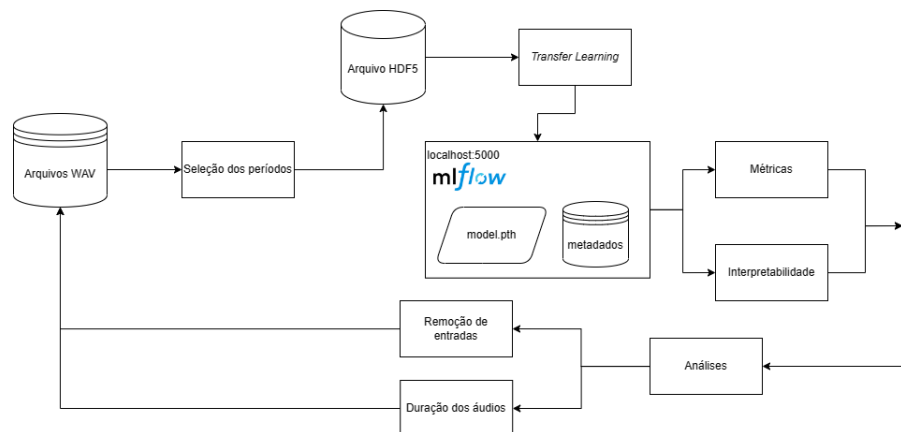 Arquivo HDF5
Transfer Learning
Arquivos WAV
Seleção dos períodos
localhost:5000
mlflow
model.pth
metadados
Métricas
Interpretabilidade
Remoção de
entradas
Análises
Duração dos áudios